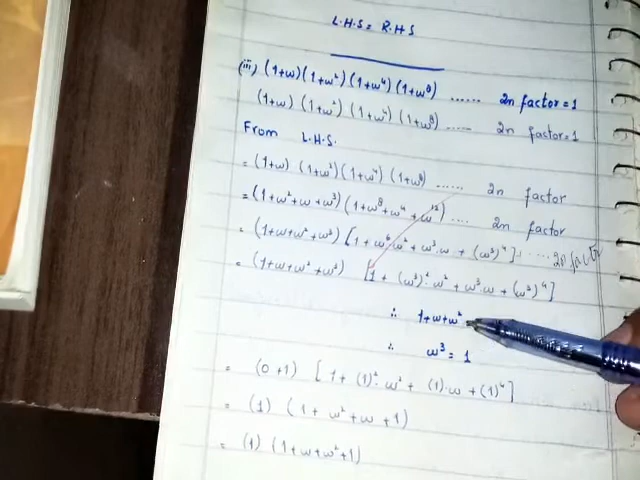 L.H.S = R.H.S
(iii) (1+ω)(1+ω²)(1+ω⁴)(1+ω⁸) ...... 2n factor = 1
(1+ω)(1+ω²)(1+ω⁴)(1+ω⁸) ...... 2n factor = 1
From L.H.S.
= (1+ω)(1+ω²)(1+ω⁴)(1+ω⁸) ...... 2n factor
= (1+ω²+ω+ω³)(1+ω⁸+ω⁴+ω¹²) .... 2n factor
= (1+ω+ω²+ω³) [1+ω⁶.ω²+ω³.ω+(ω³)⁴] ....
= (1+ω+ω²+ω³) [1+(ω³)².ω²+ω³.ω+(ω³)⁴]
∴ 1+ω+ω²
∴ ω³ = 1
= (0+1) [1+(1)².ω²+(1).ω+(1)⁴]
= (1) (1+ω²+ω+1)
= (1) (1+ω+ω²+1)